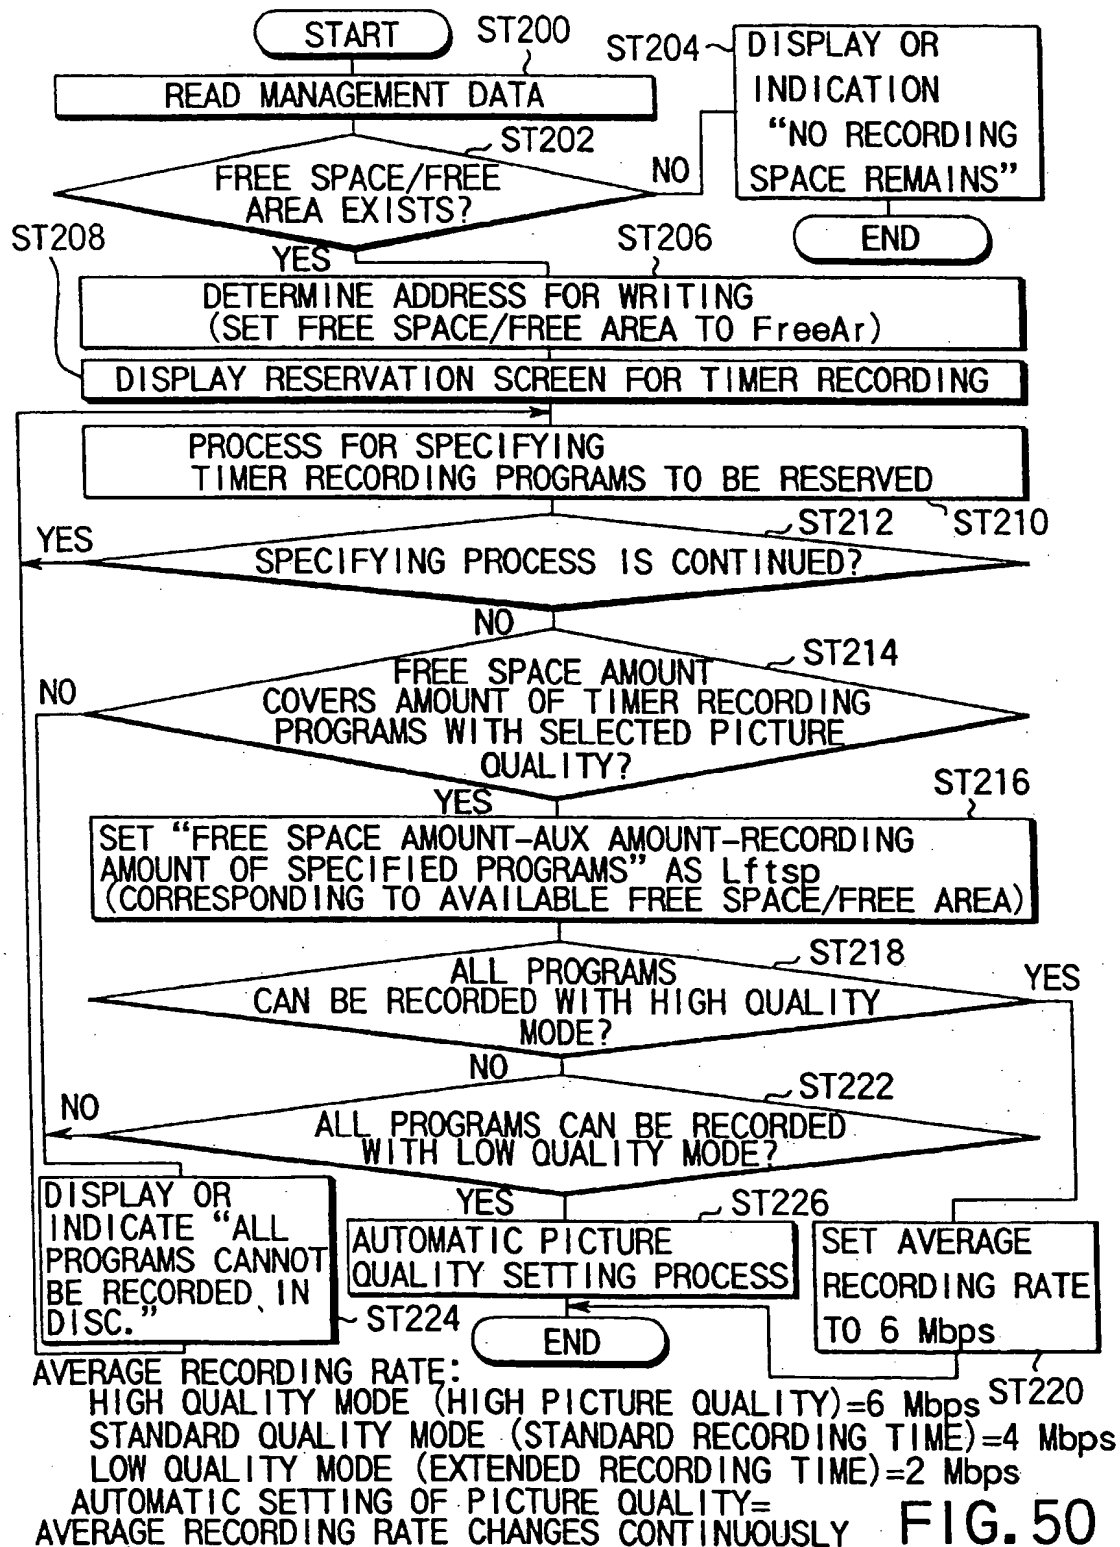 START
ST200
READ MANAGEMENT DATA
ST202
FREE SPACE/FREE
AREA EXISTS?
NO
ST204
DISPLAY OR
INDICATION
"NO RECORDING
SPACE REMAINS"
END
YES
ST206
DETERMINE ADDRESS FOR WRITING
(SET FREE SPACE/FREE AREA TO FreeAr)
ST208
DISPLAY RESERVATION SCREEN FOR TIMER RECORDING
PROCESS FOR SPECIFYING
TIMER RECORDING PROGRAMS TO BE RESERVED
ST210
ST212
YES
SPECIFYING PROCESS IS CONTINUED?
NO
ST214
NO
FREE SPACE AMOUNT
COVERS AMOUNT OF TIMER RECORDING
PROGRAMS WITH SELECTED PICTURE
QUALITY?
YES
ST216
SET "FREE SPACE AMOUNT-AUX AMOUNT-RECORDING
AMOUNT OF SPECIFIED PROGRAMS" AS Lftsp
(CORRESPONDING TO AVAILABLE FREE SPACE/FREE AREA)
ST218
ALL PROGRAMS
CAN BE RECORDED WITH HIGH QUALITY
MODE?
YES
NO
ST222
NO
ALL PROGRAMS CAN BE RECORDED
WITH LOW QUALITY MODE?
YES
DISPLAY OR
INDICATE "ALL
PROGRAMS CANNOT
BE RECORDED IN
DISC."
ST224
ST226
AUTOMATIC PICTURE
QUALITY SETTING PROCESS
END
SET AVERAGE
RECORDING RATE
TO 6 Mbps
ST220
AVERAGE RECORDING RATE:
HIGH QUALITY MODE (HIGH PICTURE QUALITY)=6 Mbps
STANDARD QUALITY MODE (STANDARD RECORDING TIME)=4 Mbps
LOW QUALITY MODE (EXTENDED RECORDING TIME)=2 Mbps
AUTOMATIC SETTING OF PICTURE QUALITY=
AVERAGE RECORDING RATE CHANGES CONTINUOUSLY
FIG. 50